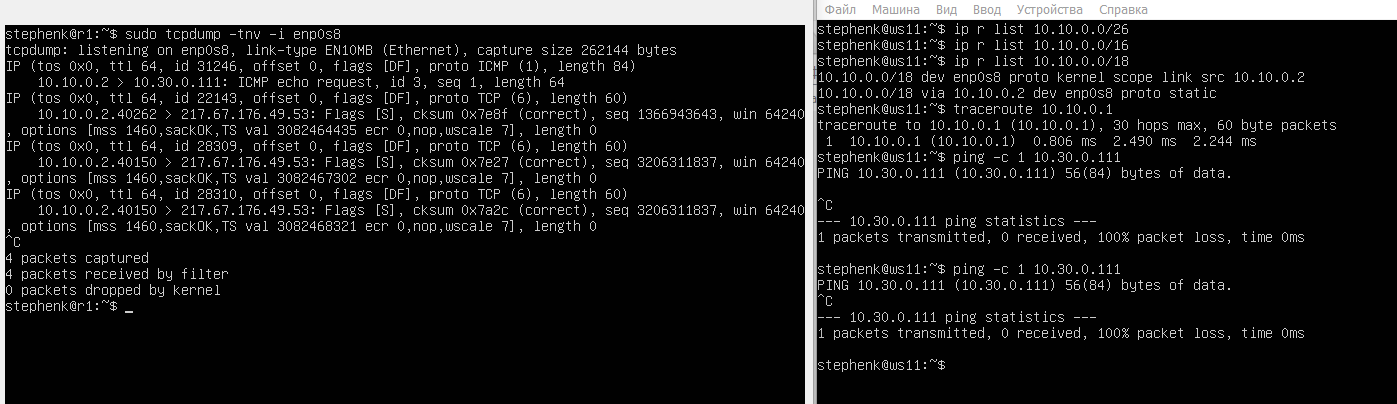 stephenk@r1:~$ sudo tcpdump -tnv -i enp0s8
tcpdump: listening on enp0s8, link-type EN10MB (Ethernet), capture size 262144 bytes
IP (tos 0x0, ttl 64, id 31246, offset 0, flags [DF], proto ICMP (1), length 84)
    10.10.0.2 > 10.30.0.111: ICMP echo request, id 3, seq 1, length 64
IP (tos 0x0, ttl 64, id 22143, offset 0, flags [DF], proto TCP (6), length 60)
    10.10.0.2.40262 > 217.67.176.49.53: Flags [S], cksum 0x7e8f (correct), seq 1366943643, win 64240
, options [mss 1460,sackOK,TS val 3082464435 ecr 0,nop,wscale 7], length 0
IP (tos 0x0, ttl 64, id 28309, offset 0, flags [DF], proto TCP (6), length 60)
    10.10.0.2.40150 > 217.67.176.49.53: Flags [S], cksum 0x7e27 (correct), seq 3206311837, win 64240
, options [mss 1460,sackOK,TS val 3082467302 ecr 0,nop,wscale 7], length 0
IP (tos 0x0, ttl 64, id 28310, offset 0, flags [DF], proto TCP (6), length 60)
    10.10.0.2.40150 > 217.67.176.49.53: Flags [S], cksum 0x7a2c (correct), seq 3206311837, win 64240
, options [mss 1460,sackOK,TS val 3082468321 ecr 0,nop,wscale 7], length 0
^C
4 packets captured
4 packets received by filter
0 packets dropped by kernel
stephenk@r1:~$ _
Файл Машина Вид Ввод Устройства Справка
stephenk@ws11:~$ ip r list 10.10.0.0/26
stephenk@ws11:~$ ip r list 10.10.0.0/16
stephenk@ws11:~$ ip r list 10.10.0.0/18
10.10.0.0/18 dev enp0s8 proto kernel scope link src 10.10.0.2
10.10.0.0/18 via 10.10.0.2 dev enp0s8 proto static
stephenk@ws11:~$ traceroute 10.10.0.1
traceroute to 10.10.0.1 (10.10.0.1), 30 hops max, 60 byte packets
 1  10.10.0.1 (10.10.0.1)  0.806 ms  2.490 ms  2.244 ms
stephenk@ws11:~$ ping -c 1 10.30.0.111
PING 10.30.0.111 (10.30.0.111) 56(84) bytes of data.
^C
--- 10.30.0.111 ping statistics ---
1 packets transmitted, 0 received, 100% packet loss, time 0ms
stephenk@ws11:~$ ping -c 1 10.30.0.111
PING 10.30.0.111 (10.30.0.111) 56(84) bytes of data.
^C
--- 10.30.0.111 ping statistics ---
1 packets transmitted, 0 received, 100% packet loss, time 0ms
stephenk@ws11:~$